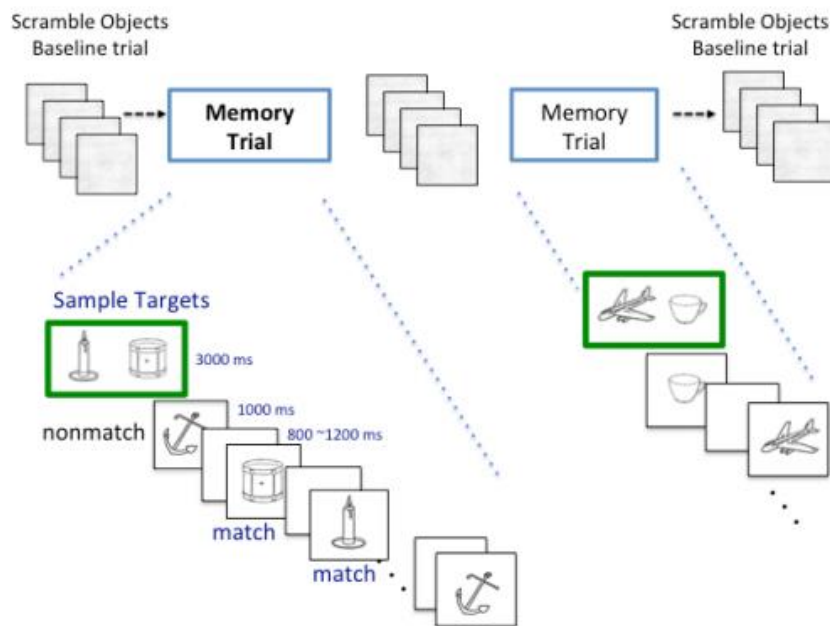 Scramble Objects
Baseline trial
Scramble Objects
Baseline trial
Memory
Trial
Memory
Trial
Sample Targets
3000 ms
1000 ms
nonmatch
800 ~1200 ms
match
match